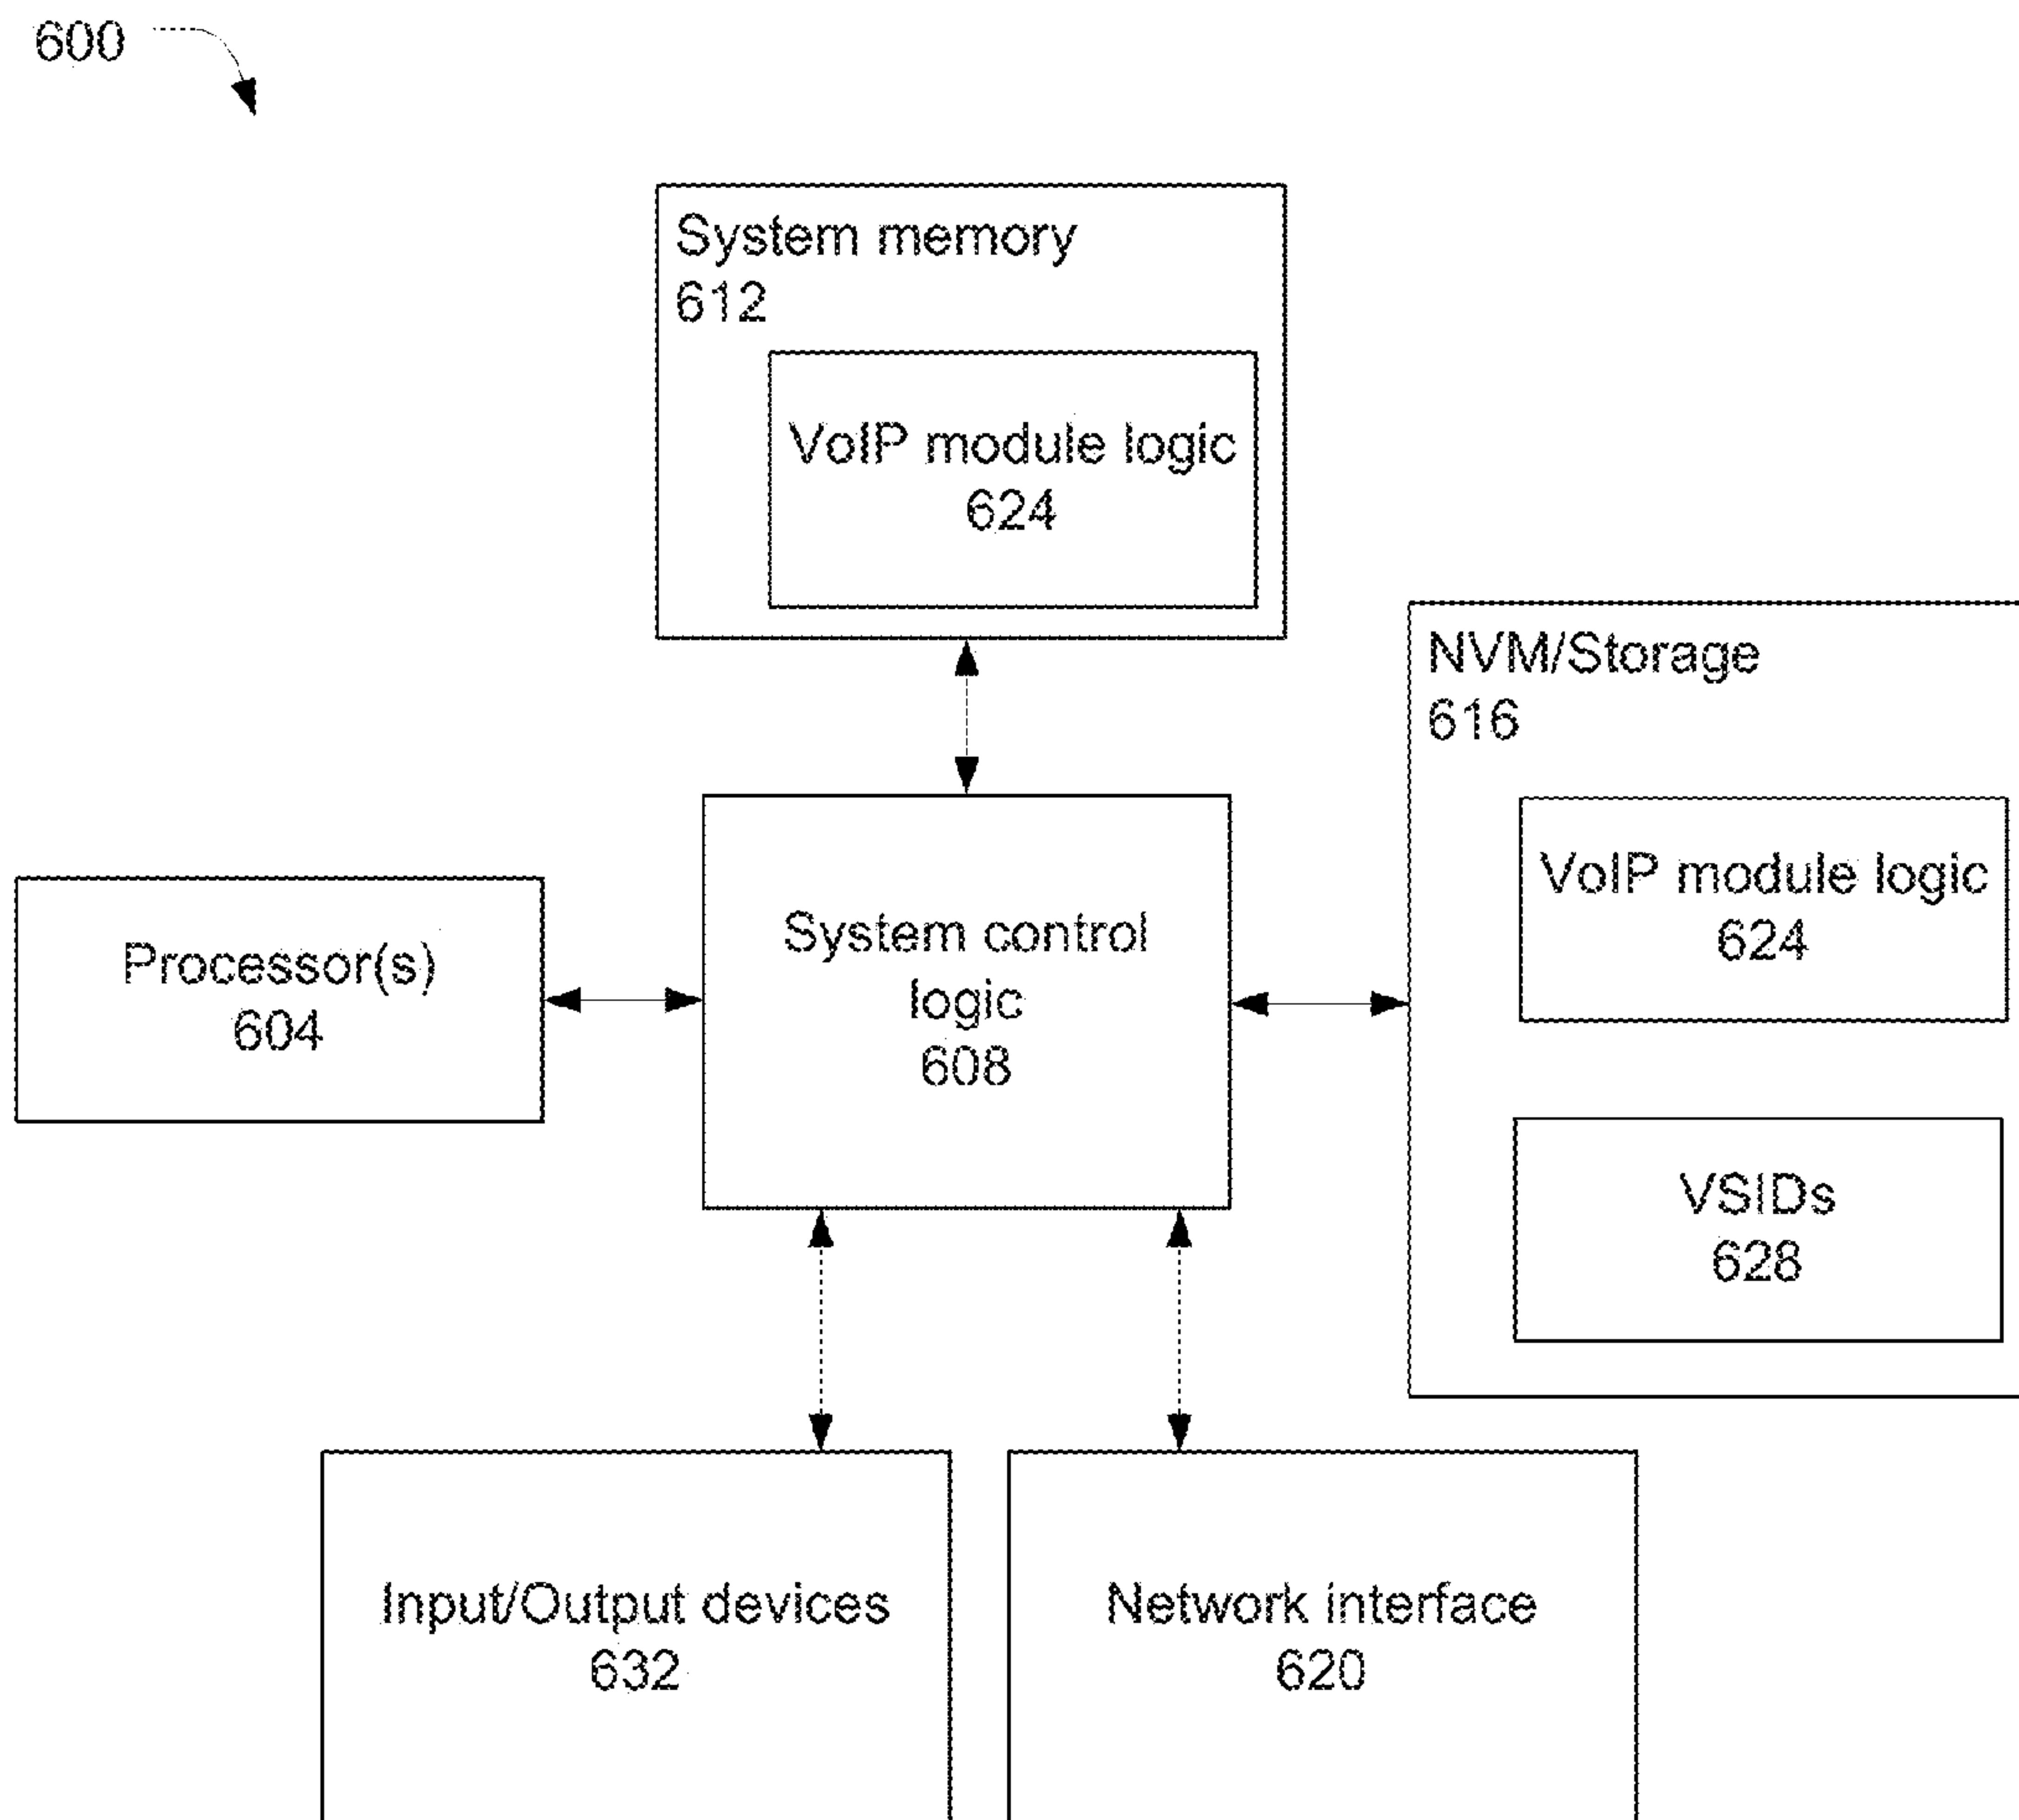 600
System memory
612
VoIP module logic
624
NVM/Storage
616
VoIP module logic
624
Processor(s)
604
System control
logic
608
VSIDs
628
Input/Output devices
632
Network interface
620